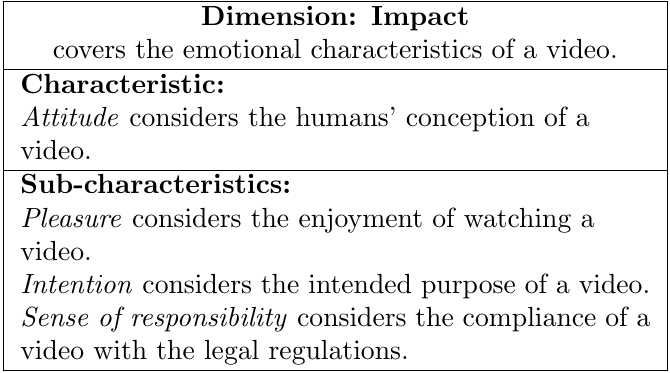 Dimension: Impact
covers the emotional characteristics of a video.
Characteristic:
Attitude considers the humans' conception of a
video.
Sub-characteristics:
Pleasure considers the enjoyment of watching a
video.
Intention considers the intended purpose of a video.
Sense of responsibility considers the compliance of a
video with the legal regulations.